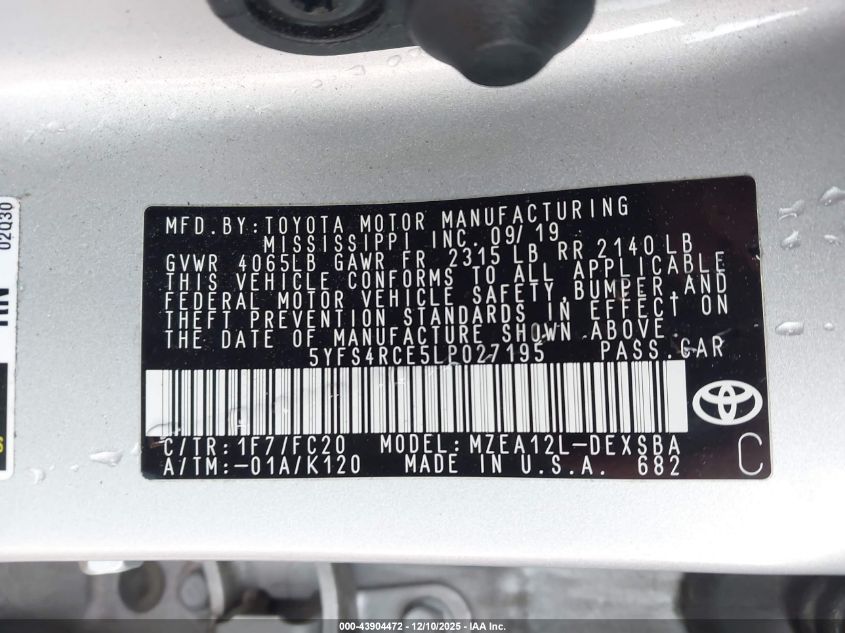 MFD.BY:TOYOTA MOTOR MANUFACTURING
MISSISSIPPI INC. 09/19
GVWR 4065LB GAWR FR 2315 LB RR 2140 LB
THIS VEHICLE CONFORMS TO ALL APPLICABLE
FEDERAL MOTOR VEHICLE SAFETY,BUMPER,AND
THEFT PREVENTION STANDARDS IN EFFECT ON
THE DATE OF MANUFACTURE SHOWN ABOVE.
5YFS4RCE5LP027195 PASS.CAR
C/TR:1F7/FC20 MODEL:MZEA12L-DEXSBA
A/TM:-01A/K120 MADE IN U.S.A. 682
C
02Q30
000-43904472 — 12/10/2025 — IAA Inc.